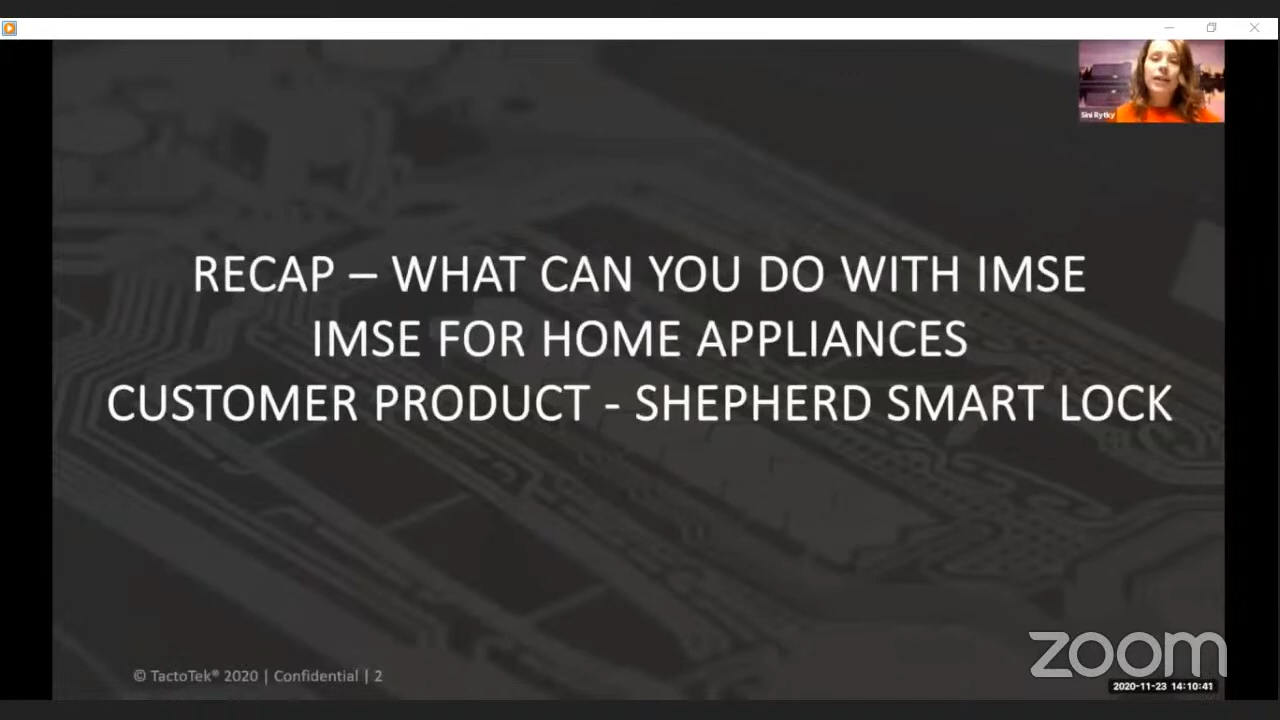 Sini Rytky
RECAP – WHAT CAN YOU DO WITH IMSE
IMSE FOR HOME APPLIANCES
CUSTOMER PRODUCT - SHEPHERD SMART LOCK
© TactoTek® 2020 | Confidential | 2
zoom
2020-11-23 14:10:41